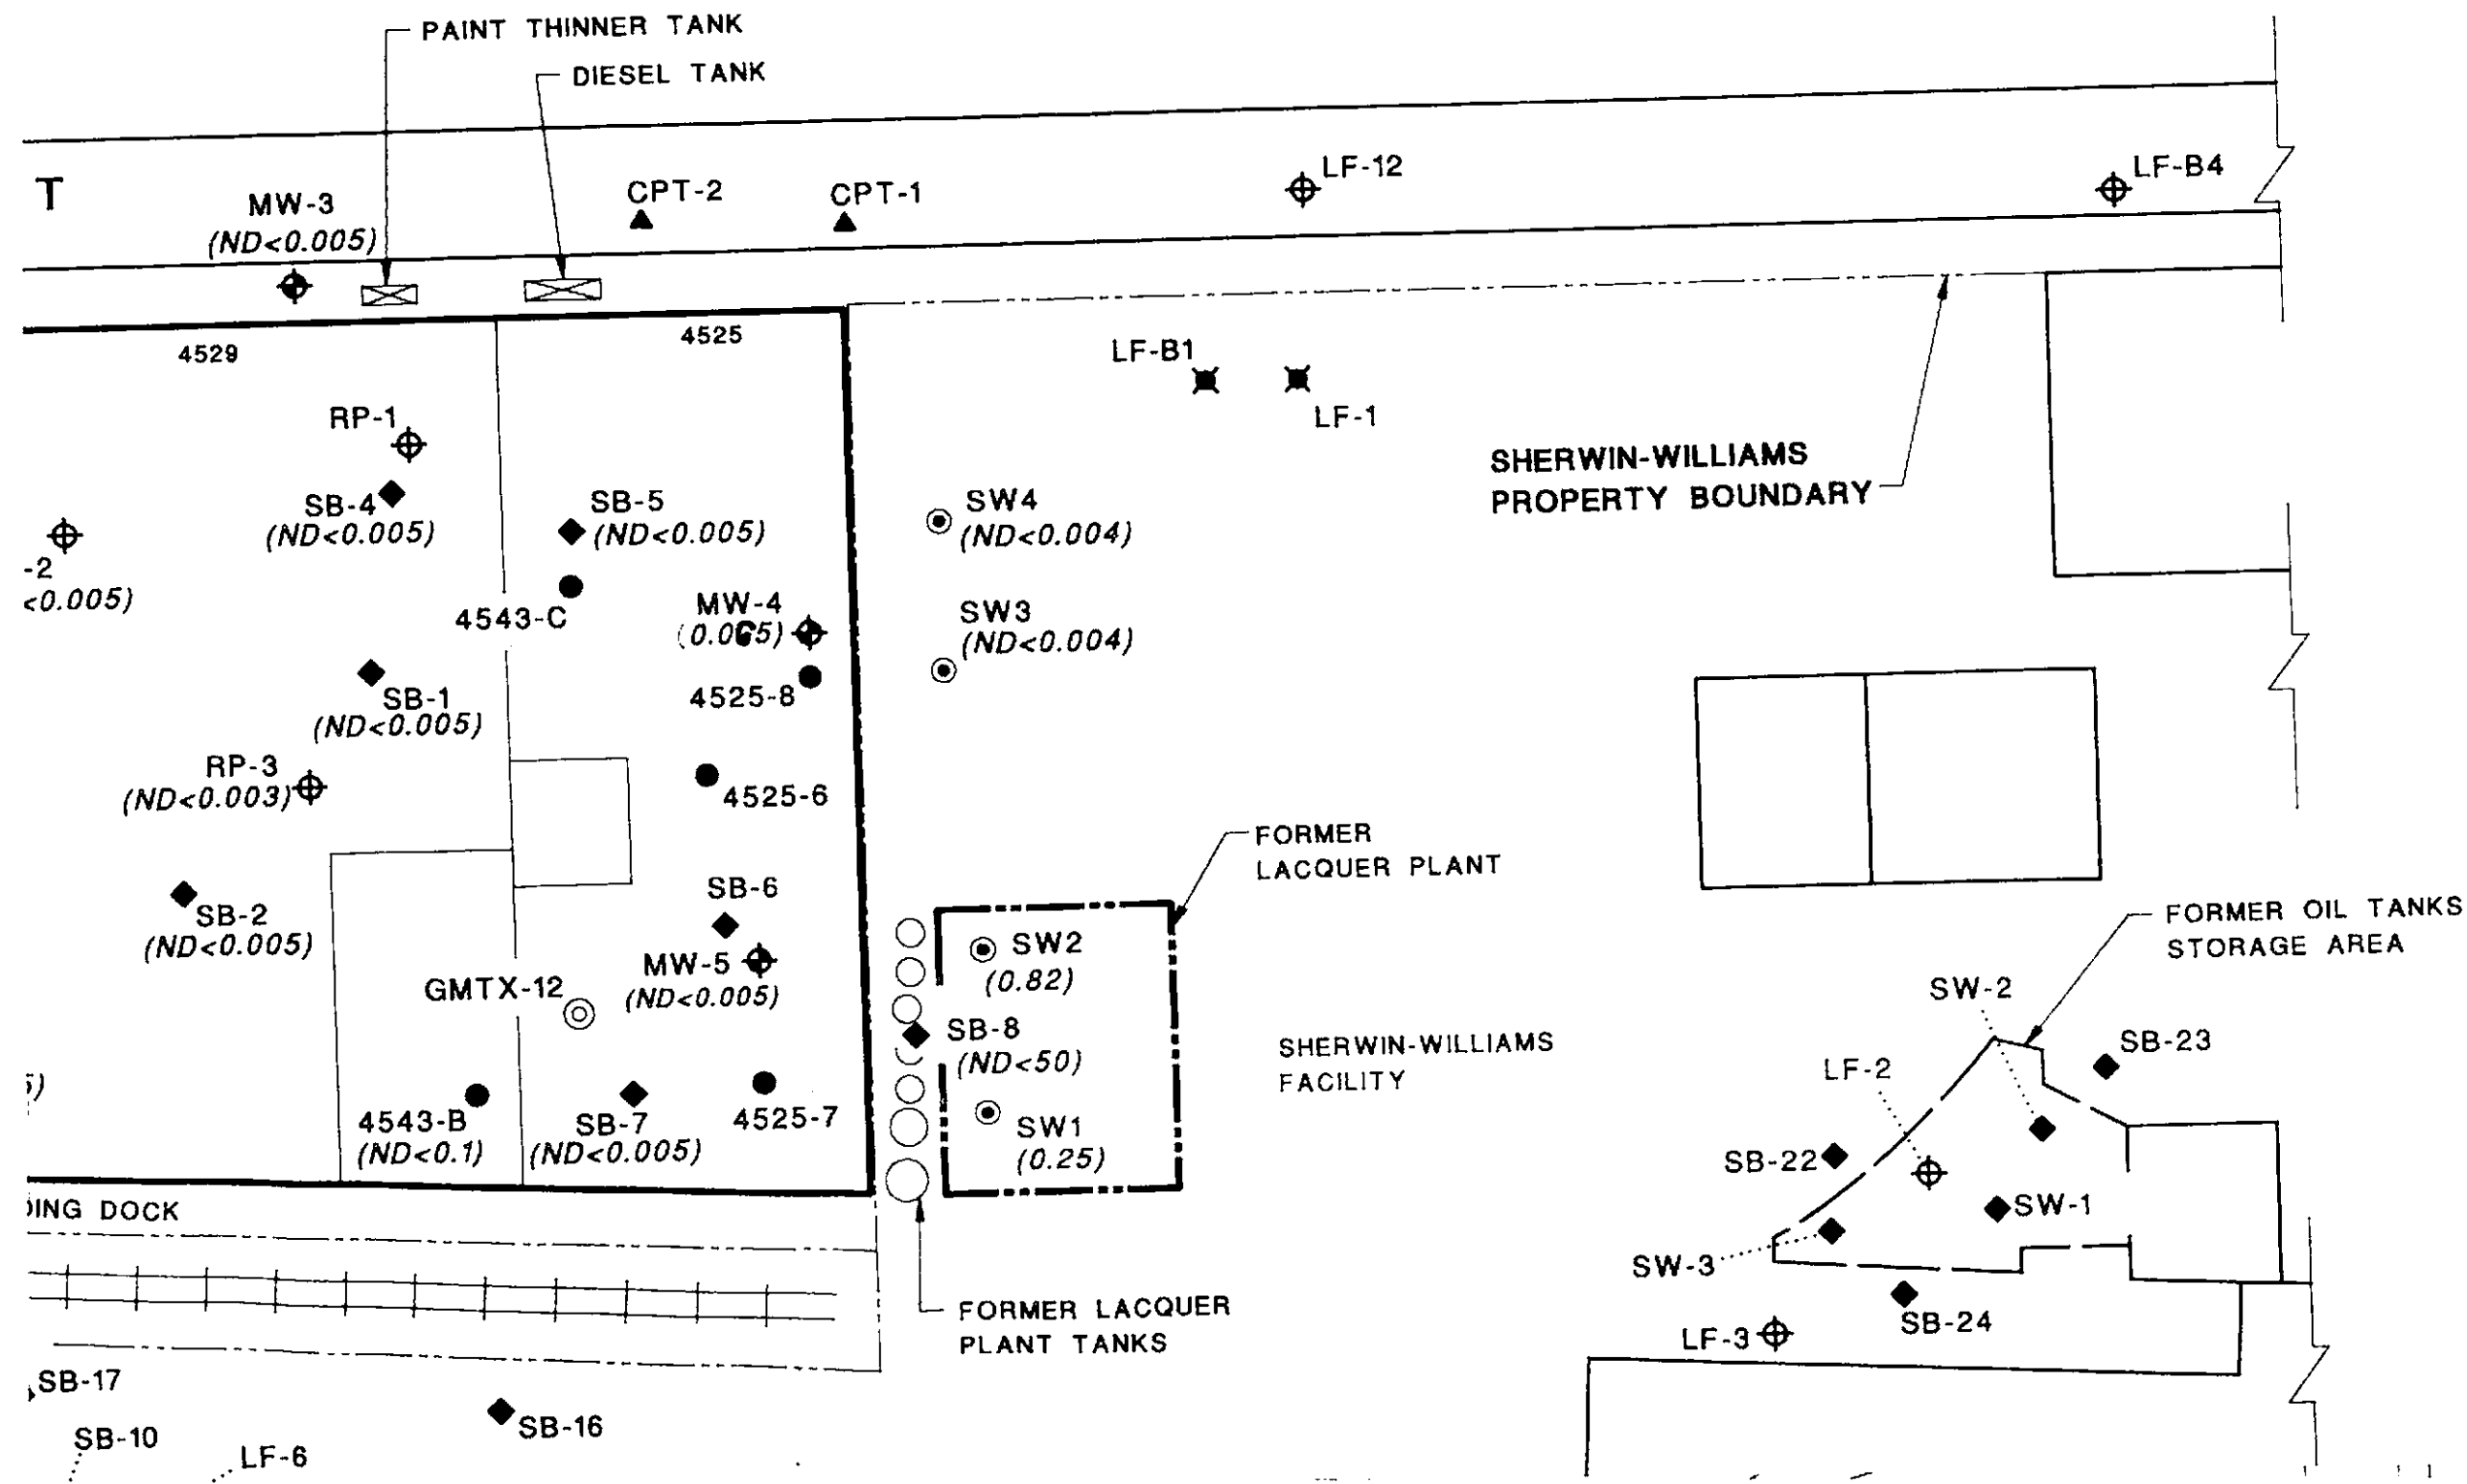 PAINT THINNER TANK
DIESEL TANK
T
MW-3
(ND<0.005)
CPT-2
CPT-1
LF-12
LF-B4
4529
4525
LF-B1
LF-1
RP-1
SHERWIN-WILLIAMS
PROPERTY BOUNDARY
SB-4
(ND<0.005)
SB-5
(ND<0.005)
SW4
(ND<0.004)
-2
<0.005)
4543-C
MW-4
SW3
(ND<0.004)
SB-1
(ND<0.005)
4525-8
RP-3
(ND<0.003)
4525-6
FORMER
LACQUER PLANT
SB-2
(ND<0.005)
SB-6
MW-5
(ND<0.005)
GMTX-12
SW2
(0.82)
FORMER OIL TANKS
STORAGE AREA
SW-2
SB-8
(ND<50)
SHERWIN-WILLIAMS
FACILITY
SB-23
LF-2
5)
4543-B
(ND<0.1)
SB-7
(ND<0.005)
4525-7
SW1
(0.25)
SB-22
SW-1
DING DOCK
SW-3
FORMER LACQUER
PLANT TANKS
SB-24
LF-3
SB-17
SB-16
SB-10
LF-6